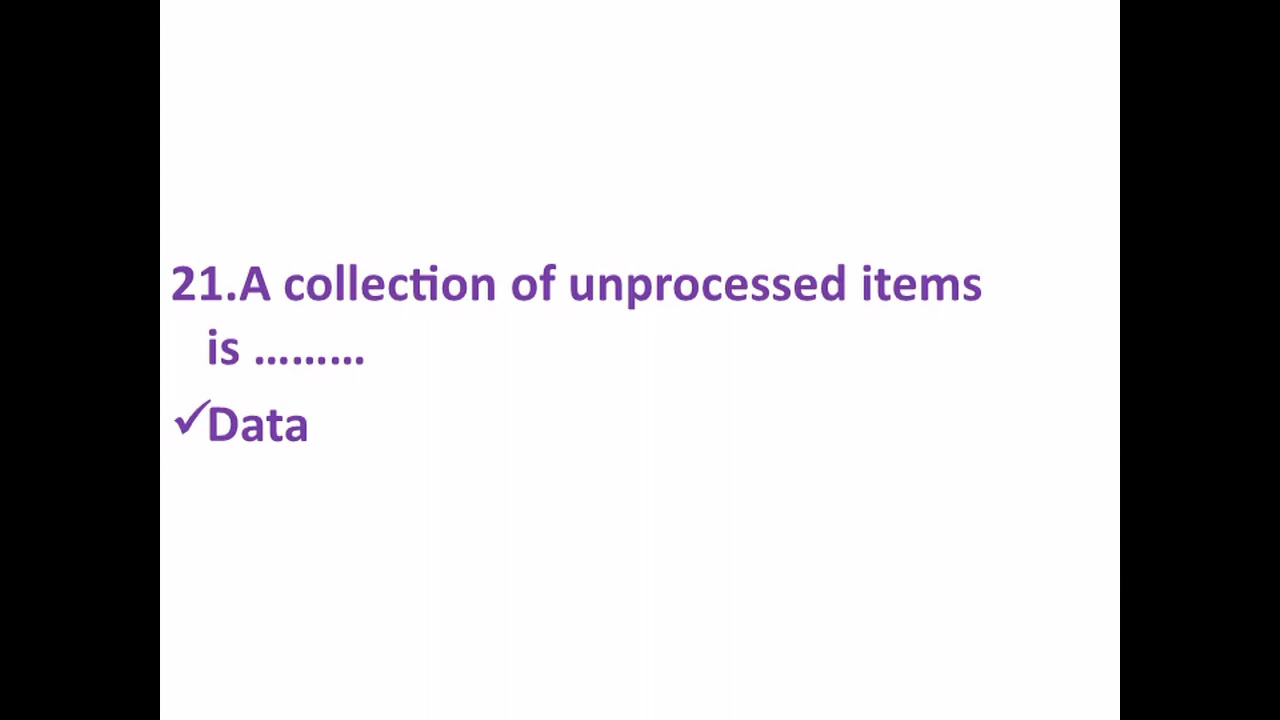 21.A collection of unprocessed items
is ………
✓Data